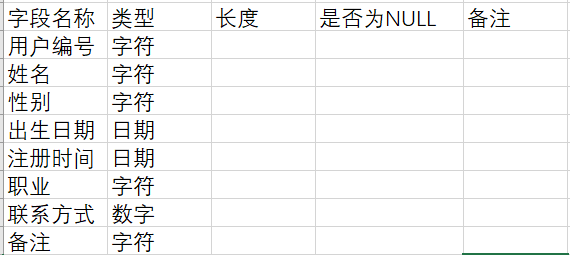 字段名称 类型 长度 是否为NULL 备注
用户编号 字符
姓名 字符
性别 字符
出生日期 日期
注册时间 日期
职业 字符
联系方式 数字
备注 字符